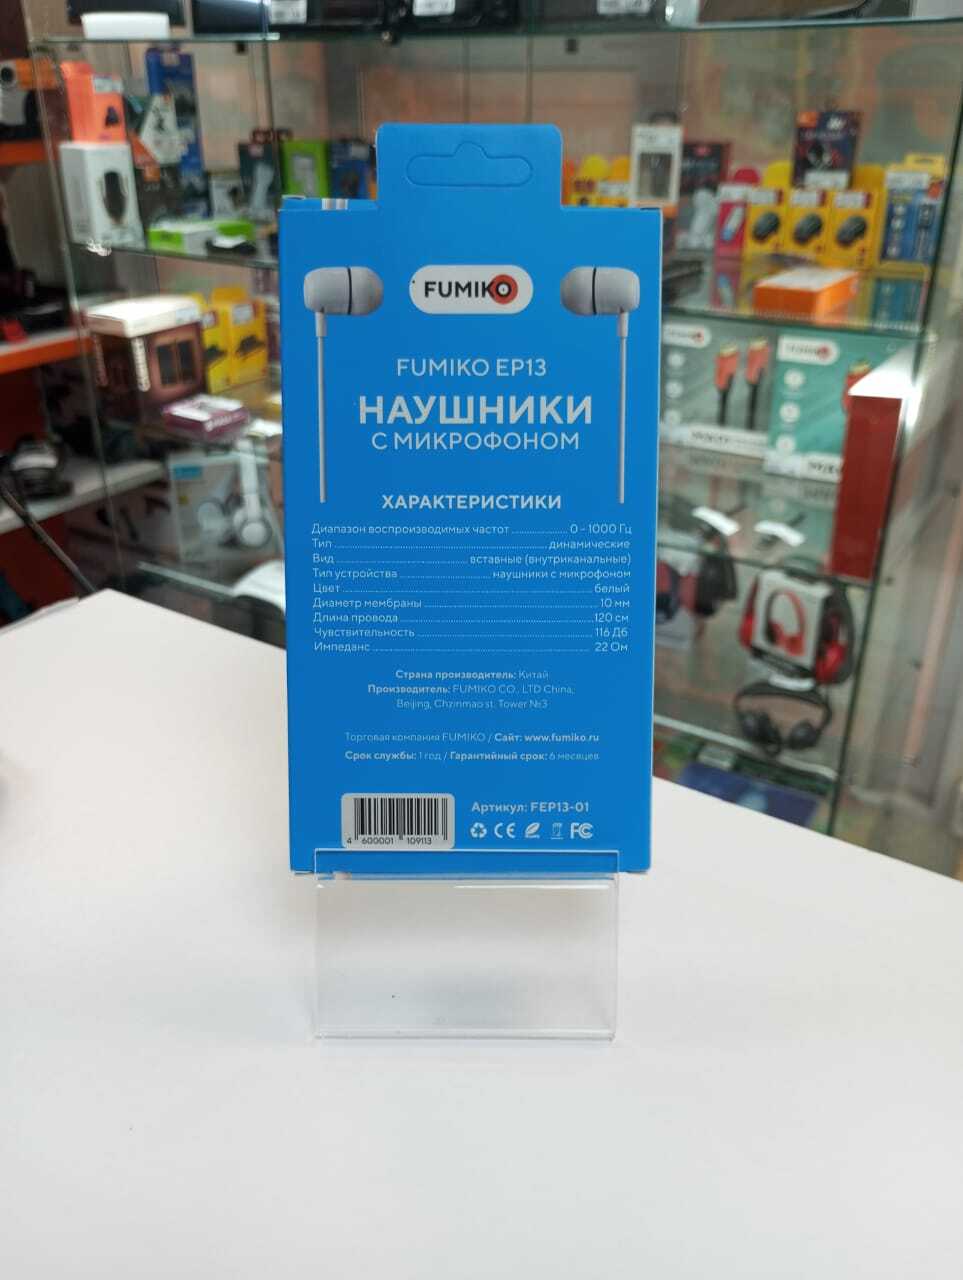 FUMIKO
FUMIKO EP13
НАУШНИКИ
С МИКРОФОНОМ
ХАРАКТЕРИСТИКИ
Диапазон воспроизводимых частот ............... 0 - 1000 Гц
Тип ............... динамические
Вид ............... вставные (внутриканальные)
Тип устройства ............... наушники с микрофоном
Цвет ............... белый
Диаметр мембраны ............... 10 мм
Длина провода ............... 120 см
Чувствительность ............... 116 Дб
Импеданс ............... 22 Ом
Страна производитель: Китай
Производитель: FUMIKO CO., LTD China,
Beijing, Chzinmao st. Tower №3
Торговая компания FUMIKO / Сайт: www.fumiko.ru
Срок службы: 1 год / Гарантийный срок: 6 месяцев
Артикул: FEP13-01
4 600001 109113
CE FC